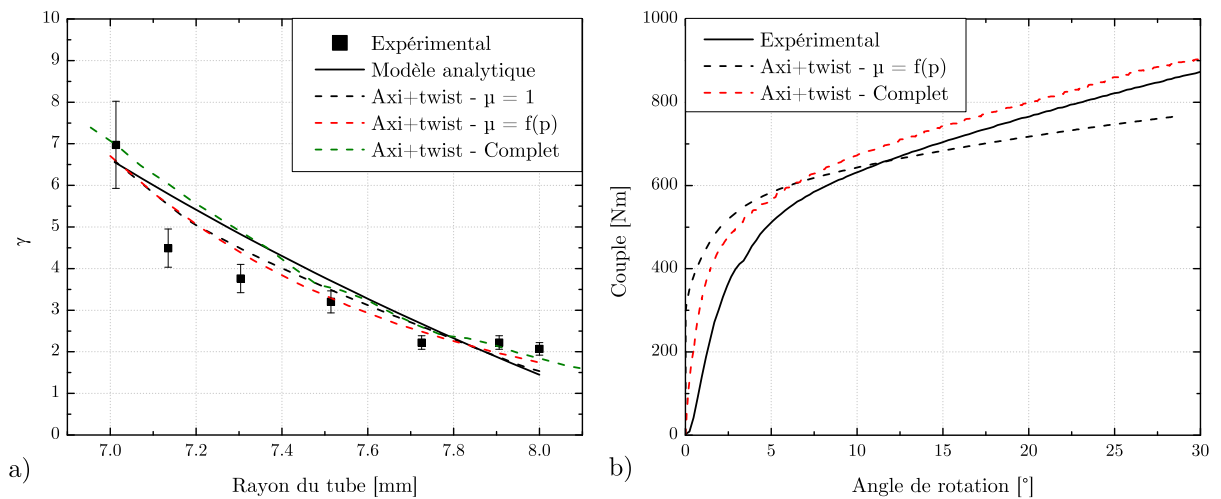 10
9
8
7
6
5
4
3
2
1
0
γ
7.0
7.2
7.4
7.6
7.8
8.0
Rayon du tube [mm]
Expérimental
Modèle analytique
Axi+twist - µ = 1
Axi+twist - µ = f(p)
Axi+twist - Complet
a)
1000
800
600
400
200
0
Couple [Nm]
0
5
10
15
20
25
30
Angle de rotation [°]
Expérimental
Axi+twist - µ = f(p)
Axi+twist - Complet
b)